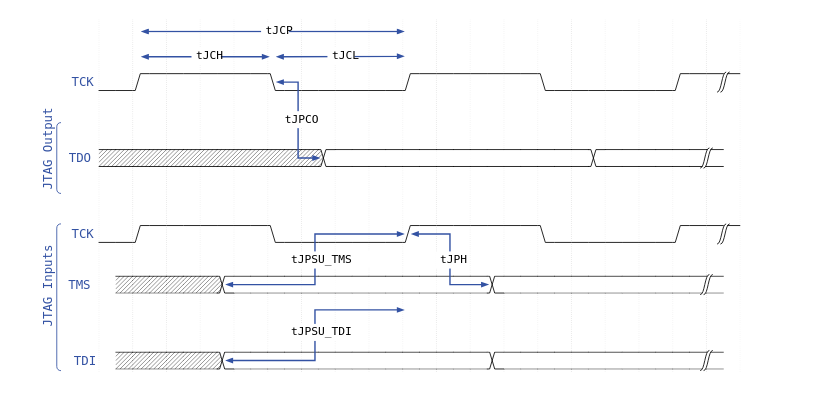 tJCP
tJCH
tJCL
TCK
tJPCO
JTAG Output
TDO
TCK
tJPSU_TMS
tJPH
JTAG Inputs
TMS
tJPSU_TDI
TDI